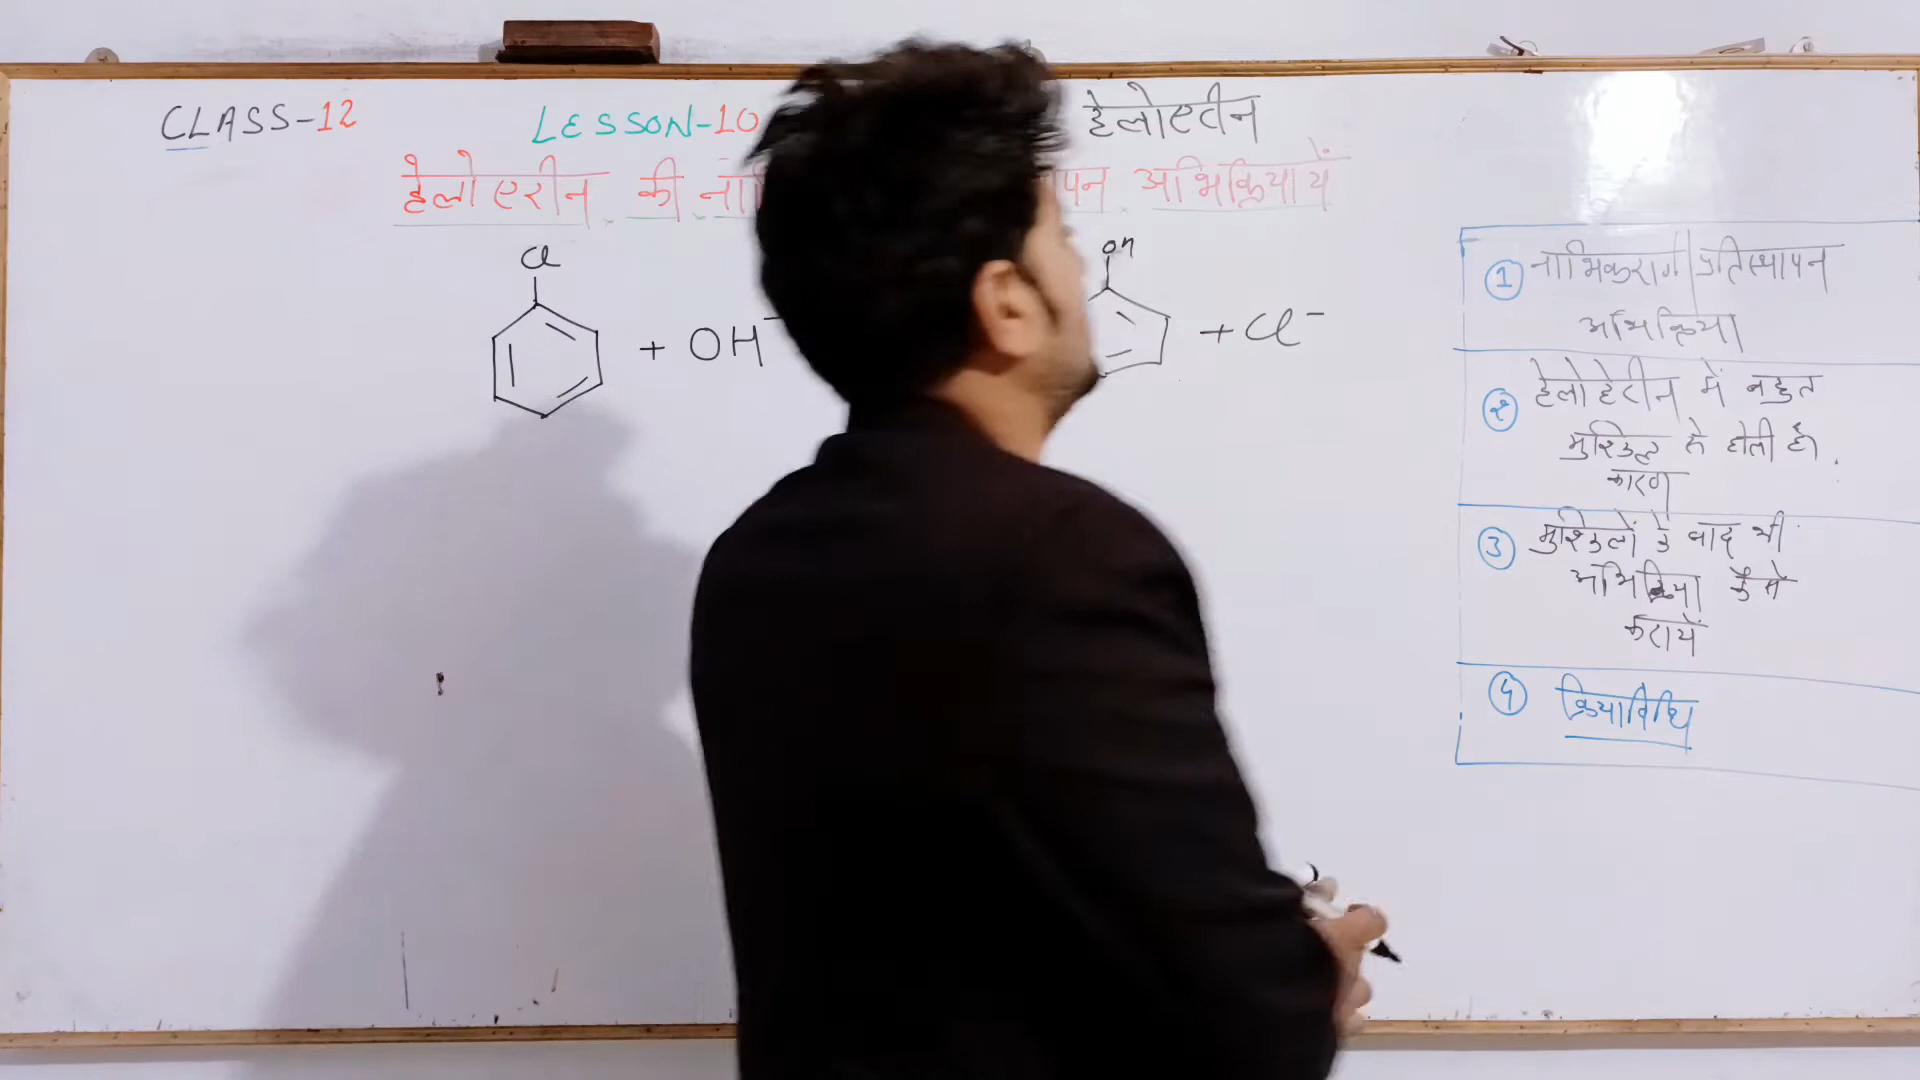 CLASS-12 LESSON-10 हेलोएरीन
हेलोएरीन की अभिक्रियायें
Cl
OH
+ OH⁻
+ Cl⁻
① नाभिकरागी प्रतिस्थापन
अभिक्रिया
② हेलोहेरीन में बहुत
मुश्किल से होती है।
कारण
③ मुश्किलों के बाद भी
अभिक्रिया कैसे
करायें
④ क्रियाविधि